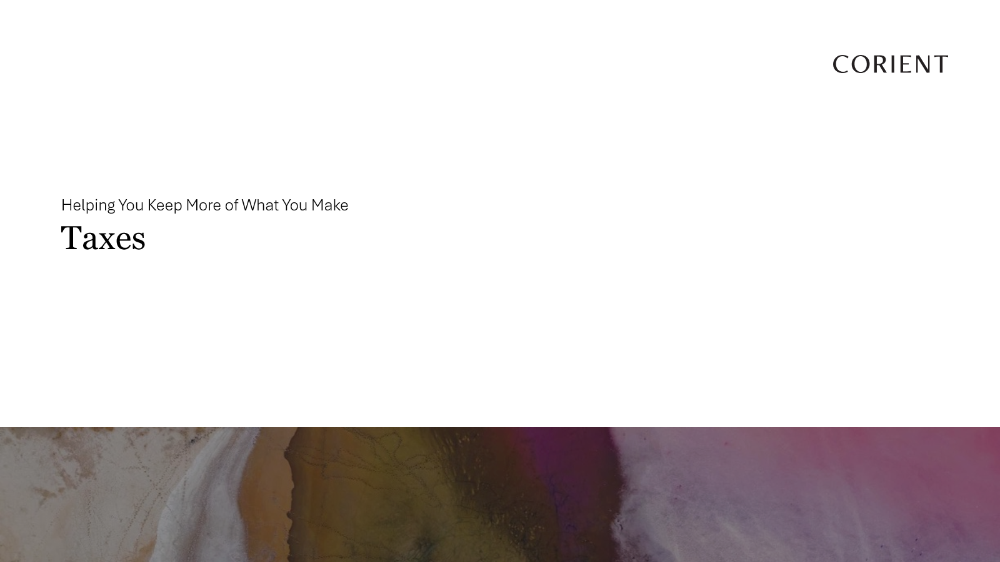 CORIENT
Helping You Keep More of What You Make
Taxes